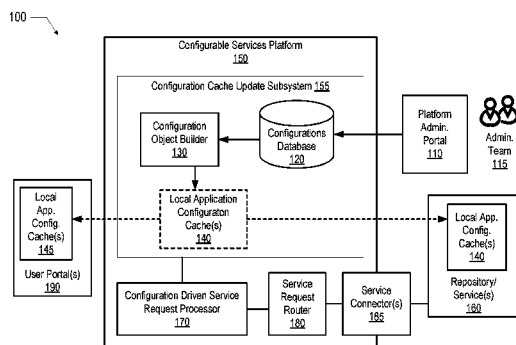 100
Configurable Services Platform
150
Configuration Cache Update Subsystem 155
Configuration
Object Builder
130
Configurations
Database
120
Platform
Admin.
Portal
110
Admin.
Team
115
Local
App.
Config.
Cache(s)
145
User Portal(s)
190
Local Application
Configuraton
Cache(s)
140
Local App.
Config.
Cache(s)
140
Repository/
Service(s)
160
Configuration Driven Service
Request Processor
170
Service
Request
Router
180
Service
Connector(s)
165